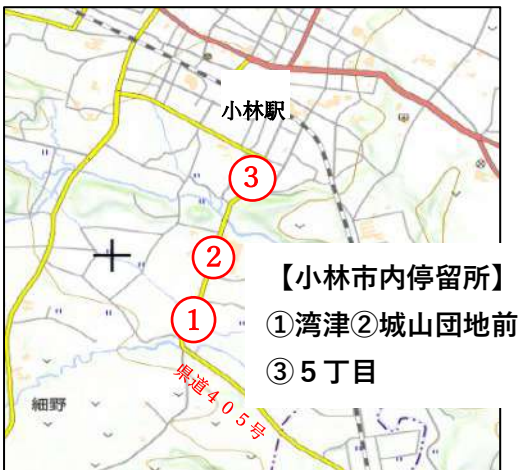 小林駅
③
②
①
【小林市内停留所】
①湾津②城山団地前
③５丁目
県道４０５号
細野